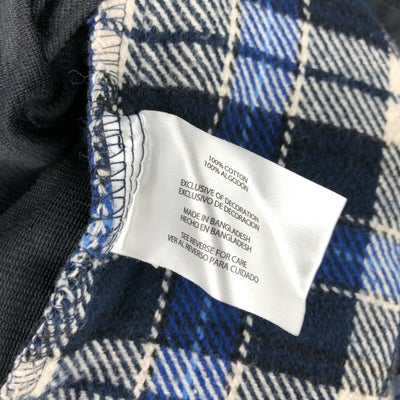 100% COTTON
100% ALGODÓN
EXCLUSIVE OF DECORATION
EXCLUSIVO DE DECORACIÓN
MADE IN BANGLADESH
HECHO EN BANGLADESH
SEE REVERSE FOR CARE
VER AL REVERSO PARA CUIDADO